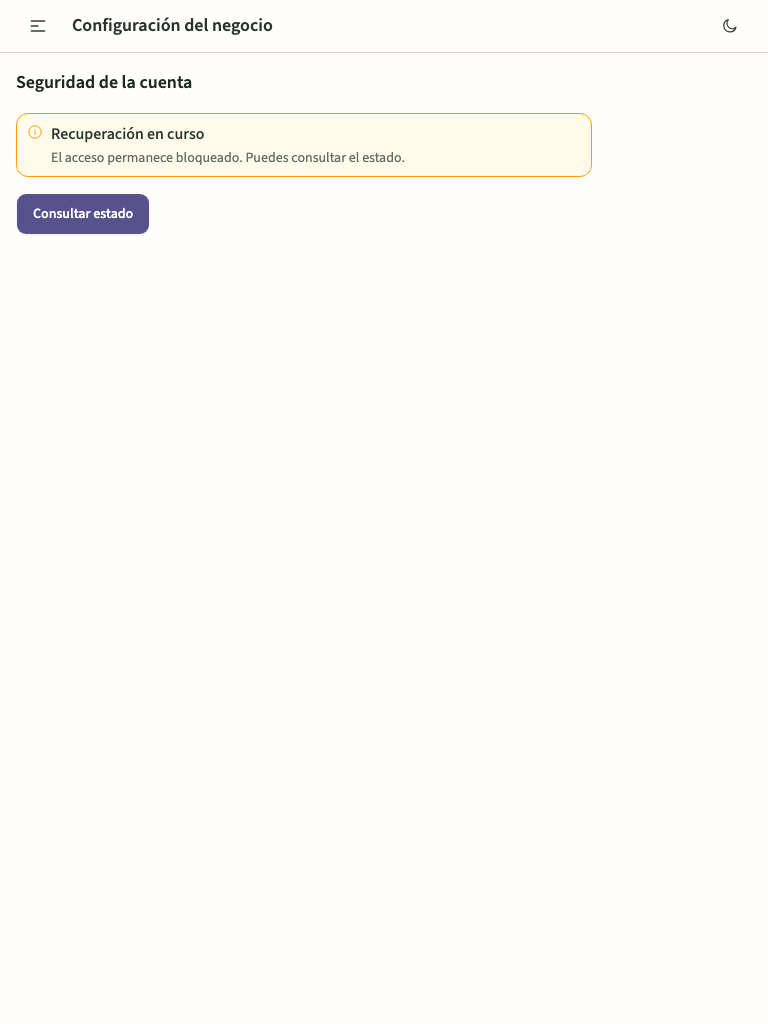 Configuración del negocio
Seguridad de la cuenta
Recuperación en curso
El acceso permanece bloqueado. Puedes consultar el estado.
Consultar estado